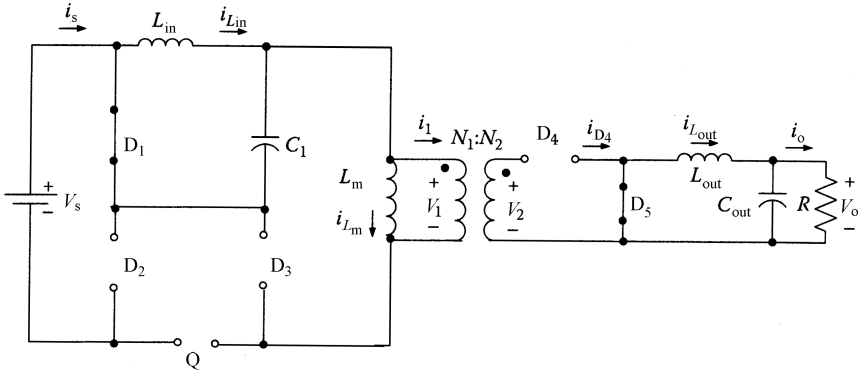 i_s
L_in
i_Lin
D_1
C_1
V_s
+
−
D_2
D_3
Q
L_m
i_Lm
i_1
N_1:N_2
+
V_1
−
+
V_2
−
D_4
i_D4
D_5
i_Lout
L_out
C_out
i_o
R
+
V_o
−